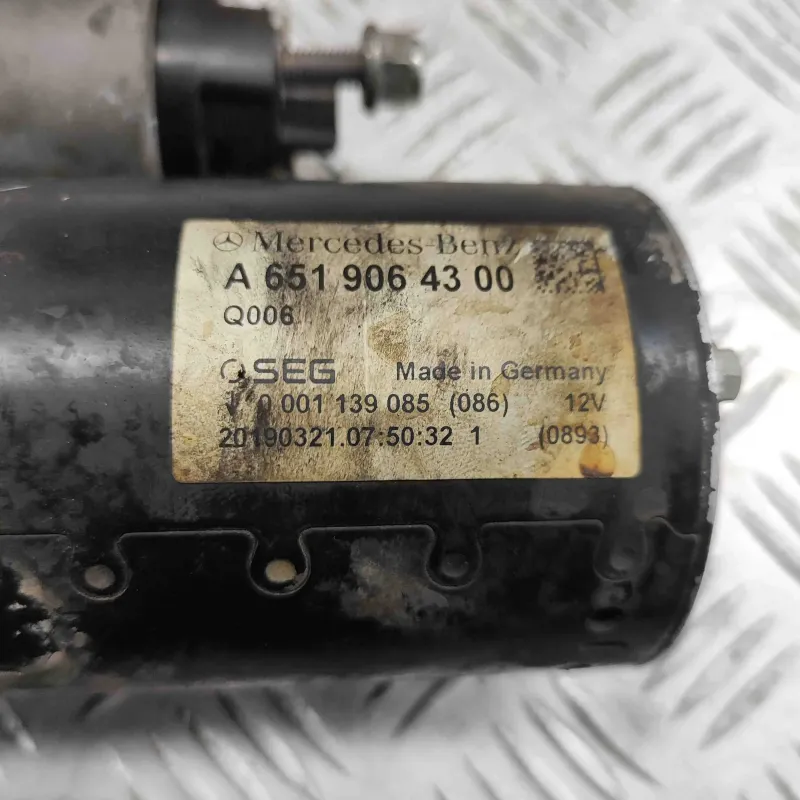 Mercedes-Benz
A 651 906 43 00
Q006
SEG Made in Germany
0 001 139 085 (086) 12V
20190321.07:50:32 1 (0893)